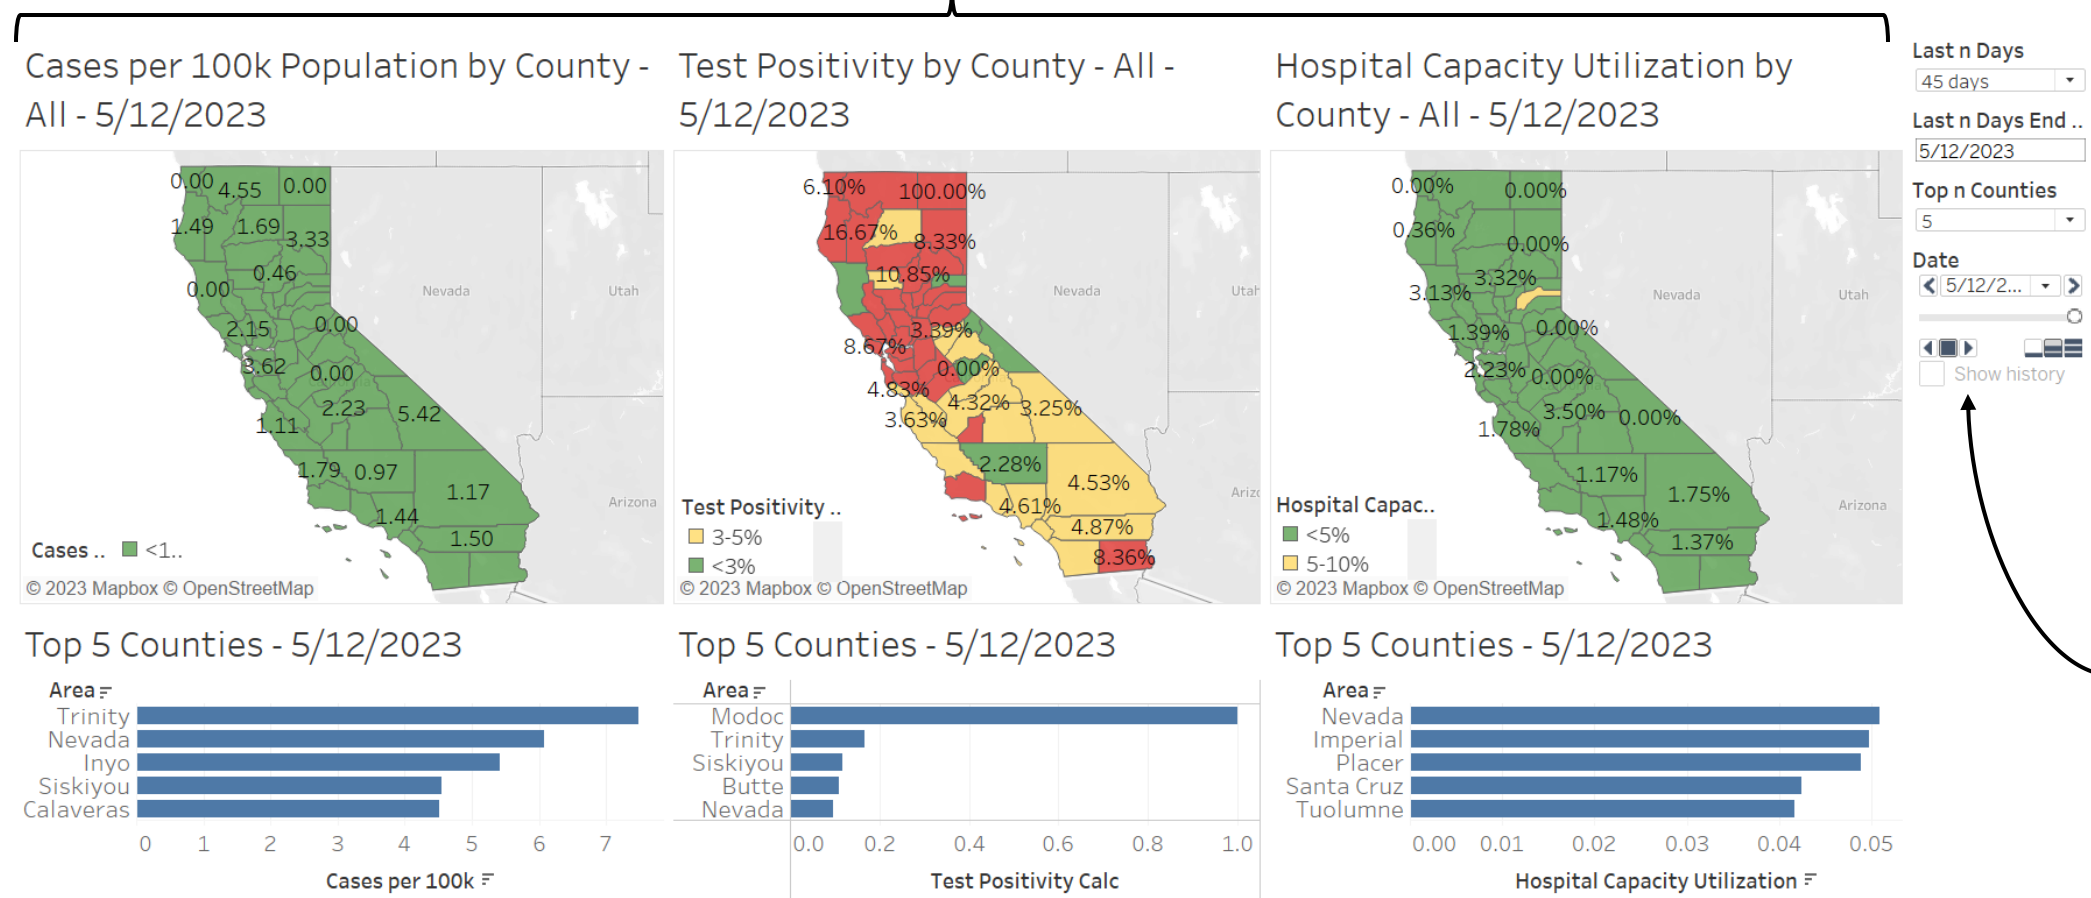 Cases per 100k Population by County -
All - 5/12/2023
0.00
4.55
0.00
1.49
1.69
3.33
0.46
0.00
Nevada
Utah
2.15
0.00
3.62
0.00
2.23
5.42
1.11
1.79
0.97
1.17
Arizona
1.44
1.50
Cases ..
<1..
© 2023 Mapbox © OpenStreetMap
Test Positivity by County - All -
5/12/2023
6.10%
100.00%
16.67%
8.33%
10.85%
Nevada
Utah
3.39%
8.67%
0.00%
4.83%
4.32%
3.25%
3.63%
2.28%
4.53%
Arizo
4.61%
4.87%
8.36%
Test Positivity ..
3-5%
<3%
© 2023 Mapbox © OpenStreetMap
Hospital Capacity Utilization by
County - All - 5/12/2023
0.00%
0.00%
0.36%
0.00%
3.32%
3.13%
Nevada
Utah
1.39%
0.00%
2.23%
0.00%
3.50%
0.00%
1.78%
1.17%
1.75%
Arizona
1.48%
1.37%
Hospital Capac..
<5%
5-10%
© 2023 Mapbox © OpenStreetMap
Last n Days
45 days
Last n Days End ..
5/12/2023
Top n Counties
5
Date
5/12/2...
Show history
Top 5 Counties - 5/12/2023
Area
Trinity
Nevada
Inyo
Siskiyou
Calaveras
0 1 2 3 4 5 6 7
Cases per 100k
Top 5 Counties - 5/12/2023
Area
Modoc
Trinity
Siskiyou
Butte
Nevada
0.0 0.2 0.4 0.6 0.8 1.0
Test Positivity Calc
Top 5 Counties - 5/12/2023
Area
Nevada
Imperial
Placer
Santa Cruz
Tuolumne
0.00 0.01 0.02 0.03 0.04 0.05
Hospital Capacity Utilization